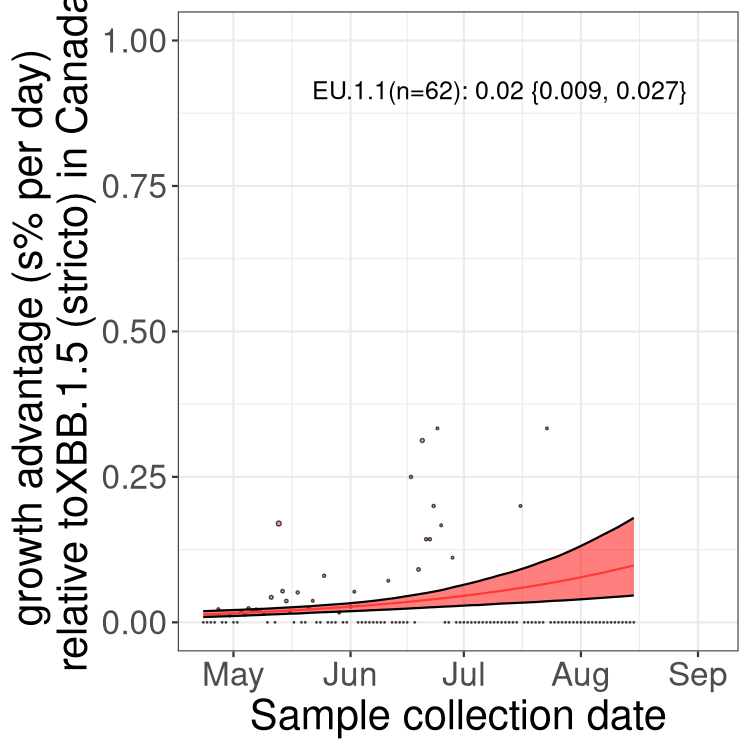 growth advantage (s% per day)
relative toXBB.1.5 (stricto) in Canada
1.00
0.75
0.50
0.25
0.00
EU.1.1(n=62): 0.02 {0.009, 0.027}
May Jun Jul Aug Sep
Sample collection date